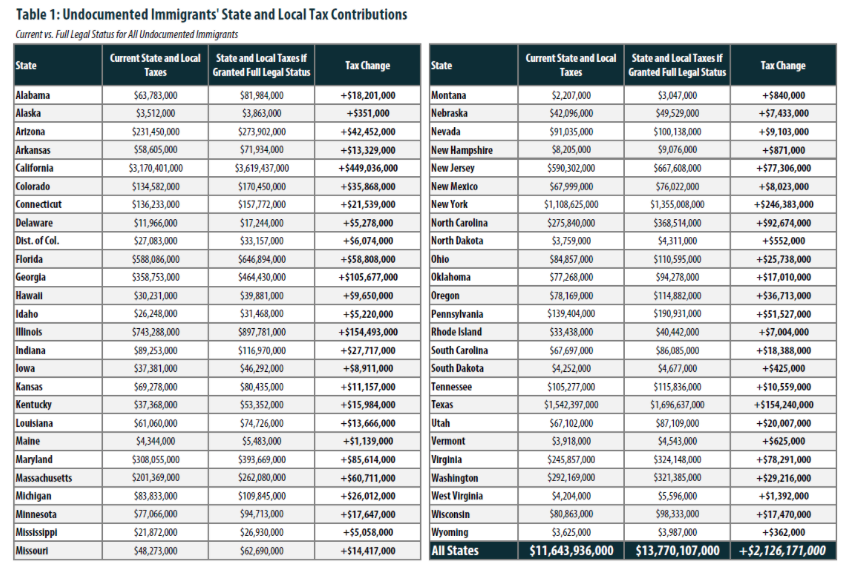 Table 1: Undocumented Immigrants' State and Local Tax Contributions
Current vs. Full Legal Status for All Undocumented Immigrants
State Current State and Local Taxes State and Local Taxes if Granted Full Legal Status Tax Change
Alabama $63,783,000 $81,984,000 +$18,201,000
Alaska $3,512,000 $3,863,000 +$351,000
Arizona $231,450,000 $273,902,000 +$42,452,000
Arkansas $58,605,000 $71,934,000 +$13,329,000
California $3,170,401,000 $3,619,437,000 +$449,036,000
Colorado $134,582,000 $170,450,000 +$35,868,000
Connecticut $136,233,000 $157,772,000 +$21,539,000
Delaware $11,966,000 $17,244,000 +$5,278,000
Dist. of Col. $27,083,000 $33,157,000 +$6,074,000
Florida $588,086,000 $646,894,000 +$58,808,000
Georgia $358,753,000 $464,430,000 +$105,677,000
Hawaii $30,231,000 $39,881,000 +$9,650,000
Idaho $26,248,000 $31,468,000 +$5,220,000
Illinois $743,288,000 $897,781,000 +$154,493,000
Indiana $89,253,000 $116,970,000 +$27,717,000
Iowa $37,381,000 $46,292,000 +$8,911,000
Kansas $69,278,000 $80,435,000 +$11,157,000
Kentucky $37,368,000 $53,352,000 +$15,984,000
Louisiana $61,060,000 $74,726,000 +$13,666,000
Maine $4,344,000 $5,483,000 +$1,139,000
Maryland $308,055,000 $393,669,000 +$85,614,000
Massachusetts $201,369,000 $262,080,000 +$60,711,000
Michigan $83,833,000 $109,845,000 +$26,012,000
Minnesota $77,066,000 $94,713,000 +$17,647,000
Mississippi $21,872,000 $26,930,000 +$5,058,000
Missouri $48,273,000 $62,690,000 +$14,417,000
State Current State and Local Taxes State and Local Taxes if Granted Full Legal Status Tax Change
Montana $2,207,000 $3,047,000 +$840,000
Nebraska $42,096,000 $49,529,000 +$7,433,000
Nevada $91,035,000 $100,138,000 +$9,103,000
New Hampshire $8,205,000 $9,076,000 +$871,000
New Jersey $590,302,000 $667,608,000 +$77,306,000
New Mexico $67,999,000 $76,022,000 +$8,023,000
New York $1,108,625,000 $1,355,008,000 +$246,383,000
North Carolina $275,840,000 $368,514,000 +$92,674,000
North Dakota $3,759,000 $4,311,000 +$552,000
Ohio $84,857,000 $110,595,000 +$25,738,000
Oklahoma $77,268,000 $94,278,000 +$17,010,000
Oregon $78,169,000 $114,882,000 +$36,713,000
Pennsylvania $139,404,000 $190,931,000 +$51,527,000
Rhode Island $33,438,000 $40,442,000 +$7,004,000
South Carolina $67,697,000 $86,085,000 +$18,388,000
South Dakota $4,252,000 $4,677,000 +$425,000
Tennessee $105,277,000 $115,836,000 +$10,559,000
Texas $1,542,397,000 $1,696,637,000 +$154,240,000
Utah $67,102,000 $87,109,000 +$20,007,000
Vermont $3,918,000 $4,543,000 +$625,000
Virginia $245,857,000 $324,148,000 +$78,291,000
Washington $292,169,000 $321,385,000 +$29,216,000
West Virginia $4,204,000 $5,596,000 +$1,392,000
Wisconsin $80,863,000 $98,333,000 +$17,470,000
Wyoming $3,625,000 $3,987,000 +$362,000
All States $11,643,936,000 $13,770,107,000 +$2,126,171,000